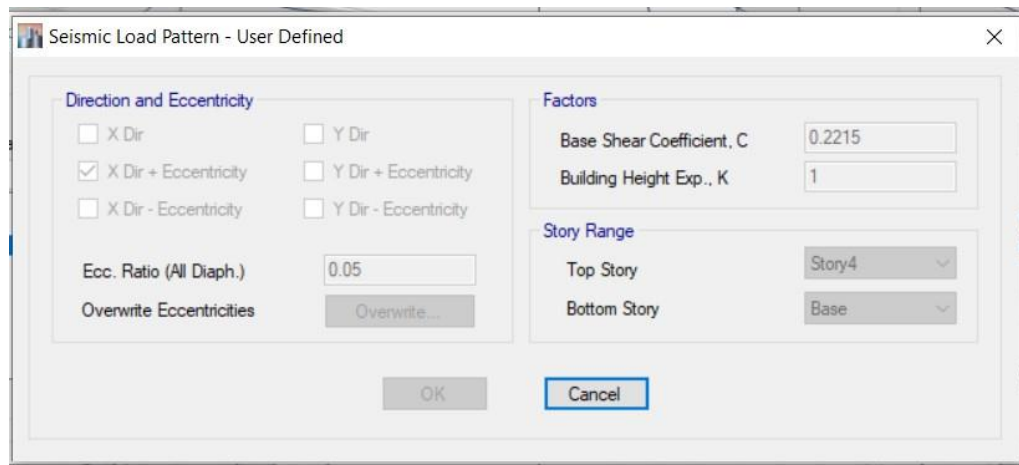 Seismic Load Pattern - User Defined
Direction and Eccentricity
X Dir
Y Dir
X Dir + Eccentricity
Y Dir + Eccentricity
X Dir - Eccentricity
Y Dir - Eccentricity
Ecc. Ratio (All Diaph.)
0.05
Overwrite Eccentricities
Overwrite...
Factors
Base Shear Coefficient, C
0.2215
Building Height Exp., K
1
Story Range
Top Story
Story4
Bottom Story
Base
OK
Cancel